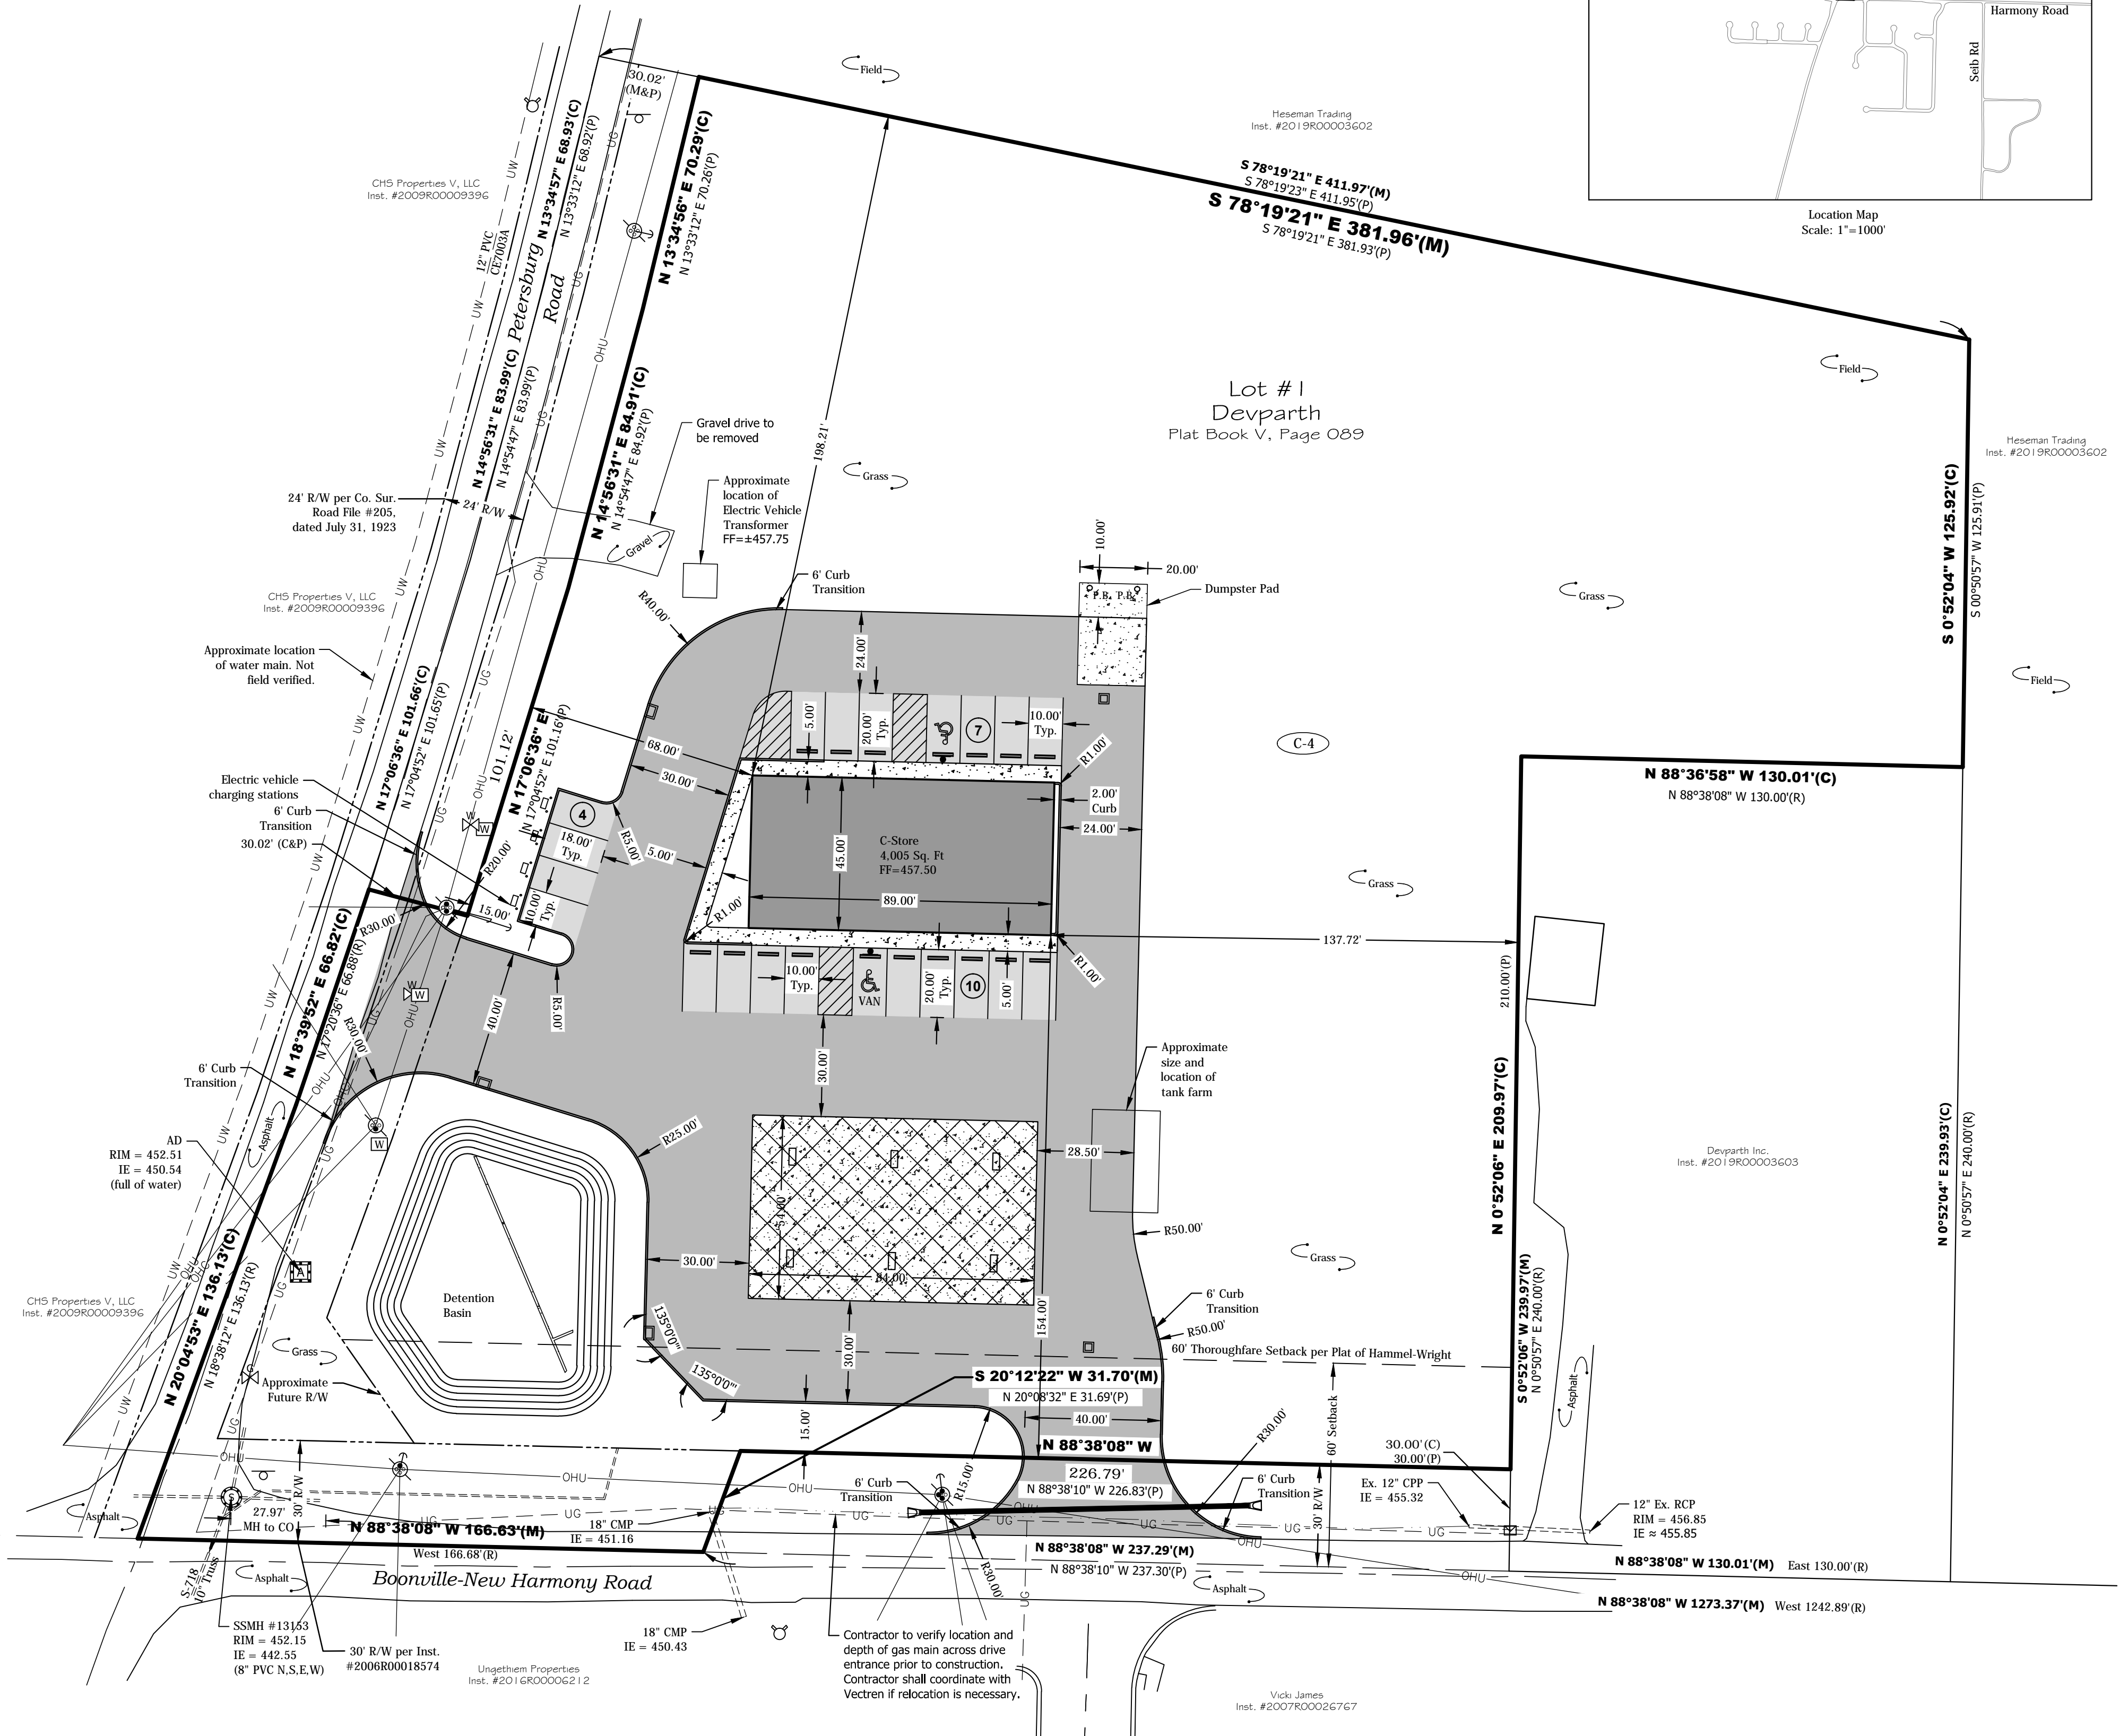 Harmony Road
Seib Rd
Location Map
Scale: 1"=1000'
Field
30.02'
(M&P)
Heseman Trading
Inst. #2019R00003602
S 78°19'21" E 411.97'(M)
S 78°19'23" E 411.95'(P)
S 78°19'21" E 381.96'(M)
S 78°19'21" E 381.93'(P)
CHS Properties V, LLC
Inst. #2009R00009396
12" PVC
CE7003A
Petersburg
Road
N 13°34'57" E 68.93'(C)
N 13°33'12" E 68.92'(P)
N 13°34'56" E 70.29'(C)
N 13°33'12" E 70.26'(P)
UW
UG
OHU
N 14°56'31" E 83.99'(C)
N 14°54'47" E 83.99'(P)
N 14°56'31" E 84.91'(C)
N 14°54'47" E 84.92'(P)
Lot #1
Devparth
Plat Book V, Page 089
Field
Heseman Trading
Inst. #2019R00003602
S 0°52'04" W 125.92'(C)
S 00°50'57" W 125.91'(P)
198.21'
Gravel drive to
be removed
Grass
24' R/W per Co. Sur.
Road File #205,
dated July 31, 1923
24' R/W
Approximate
location of
Electric Vehicle
Transformer
FF=±457.75
Gravel
10.00'
20.00'
Dumpster Pad
P.B. P.B.
6' Curb
Transition
R40.00'
24.00'
Grass
CHS Properties V, LLC
Inst. #2009R00009396
Approximate location
of water main. Not
field verified.
Field
N 17°06'36" E 101.66'(C)
N 17°04'52" E 101.65'(P)
101.12'
N 17°06'36" E
N 17°04'52" E 101.16'(P)
5.00'
20.00'
Typ.
7
10.00'
Typ.
C-4
68.00'
30.00'
R1.00'
N 88°36'58" W 130.01'(C)
N 88°38'08" W 130.00'(R)
Electric vehicle
charging stations
6' Curb
Transition
30.02' (C&P)
W
W
4
18.00'
Typ.
R5.00'
5.00'
2.00'
Curb
24.00'
45.00'
C-Store
4,005 Sq. Ft
FF=457.50
89.00'
R20.00'
10.00'
Typ.
15.00'
R1.00'
Grass
R30.00'
137.72'
R1.00'
210.00'(P)
10.00'
Typ.
VAN
20.00'
Typ.
10
5.00'
N 18°39'52" E 66.82'(C)
N 17°20'36" E 66.88'(R)
W
W
R5.00'
40.00'
30.00'
R30.00'
6' Curb
Transition
Approximate
size and
location of
tank farm
N 0°52'06" E 209.97'(C)
N 0°52'04" E 239.93'(C)
N 0°50'57" E 240.00'(R)
Asphalt
W
R25.00'
28.50'
AD
RIM = 452.51
IE = 450.54
(full of water)
Devparth Inc.
Inst. #2019R00003603
54.00'
R50.00'
30.00'
84.00'
Grass
A
Detention
Basin
CHS Properties V, LLC
Inst. #2009R00009396
N 20°04'53" E 136.13'(C)
N 18°38'12" E 136.13'(R)
6' Curb
Transition
R50.00'
135°0'0"
135°0'0"
30.00'
154.00'
60' Thoroughfare Setback per Plat of Hammel-Wright
S 0°52'06" W 239.97'(M)
N 0°50'57" E 240.00'(R)
Grass
G
Approximate
Future R/W
S 20°12'22" W 31.70'(M)
N 20°08'32" E 31.69'(P)
Asphalt
40.00'
15.00'
60' Setback
R30.00'
N 88°38'08" W
226.79'
N 88°38'10" W 226.83'(P)
30.00'(C)
30.00'(P)
6' Curb
Transition
R15.00'
6' Curb
Transition
30' R/W
Ex. 12" CPP
IE = 455.32
12" Ex. RCP
RIM = 456.85
IE ≈ 455.85
Asphalt
S
27.97'
MH to CO
30' R/W
N 88°38'08" W 166.63'(M)
West 166.68'(R)
18" CMP
IE = 451.16
N 88°38'08" W 237.29'(M)
N 88°38'10" W 237.30'(P)
N 88°38'08" W 130.01'(M) East 130.00'(R)
S-718
10" Truss
Asphalt
Boonville-New Harmony Road
R30.00'
Asphalt
N 88°38'08" W 1273.37'(M) West 1242.89'(R)
SSMH #13153
RIM = 452.15
IE = 442.55
(8" PVC N,S,E,W)
30' R/W per Inst.
#2006R00018574
18" CMP
IE = 450.43
Contractor to verify location and
depth of gas main across drive
entrance prior to construction.
Contractor shall coordinate with
Vectren if relocation is necessary.
Ungethiem Properties
Inst. #2016R00006212
Vicki James
Inst. #2007R00026767